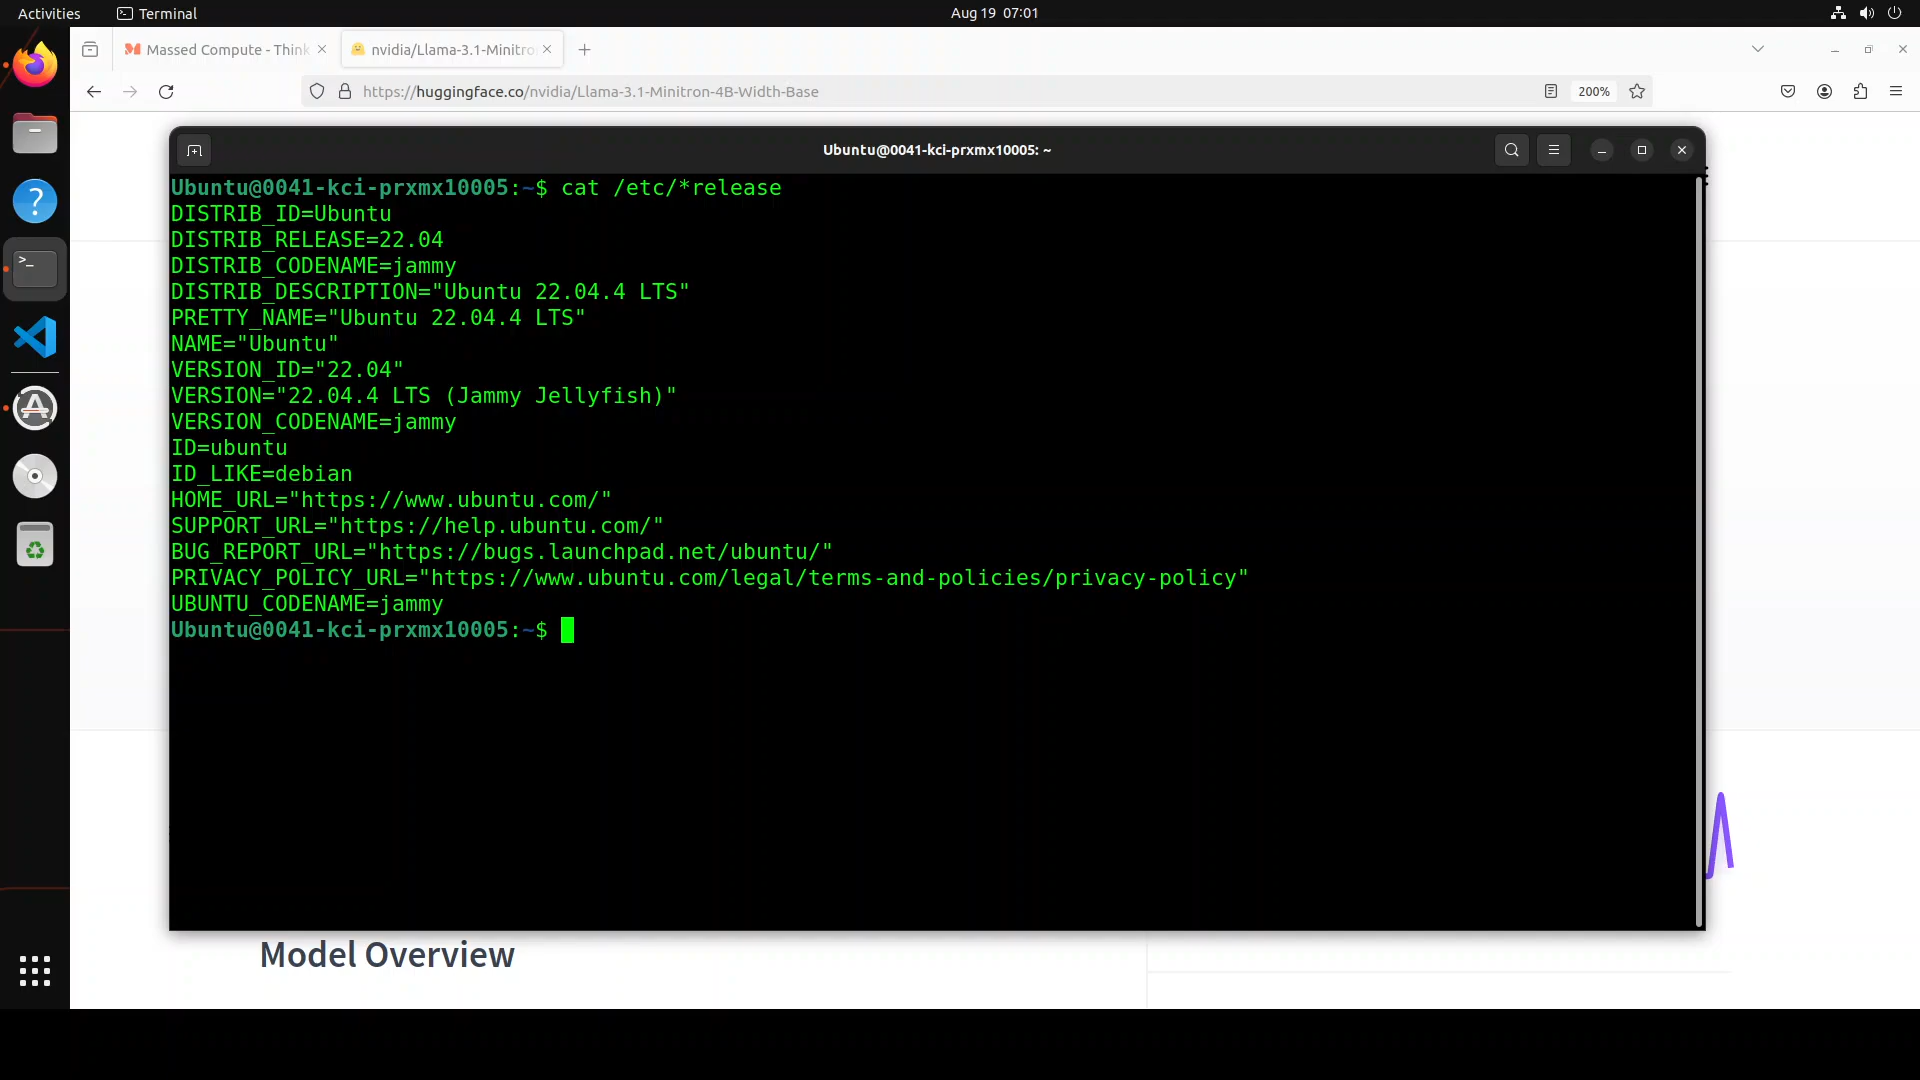 Activities Terminal Aug 19 07:01
Massed Compute - Think nvidia/Llama-3.1-Minitro
https://huggingface.co/nvidia/Llama-3.1-Minitron-4B-Width-Base 200%
Ubuntu@0041-kci-prxmx10005: ~
Ubuntu@0041-kci-prxmx10005:~$ cat /etc/*release
DISTRIB_ID=Ubuntu
DISTRIB_RELEASE=22.04
DISTRIB_CODENAME=jammy
DISTRIB_DESCRIPTION="Ubuntu 22.04.4 LTS"
PRETTY_NAME="Ubuntu 22.04.4 LTS"
NAME="Ubuntu"
VERSION_ID="22.04"
VERSION="22.04.4 LTS (Jammy Jellyfish)"
VERSION_CODENAME=jammy
ID=ubuntu
ID_LIKE=debian
HOME_URL="https://www.ubuntu.com/"
SUPPORT_URL="https://help.ubuntu.com/"
BUG_REPORT_URL="https://bugs.launchpad.net/ubuntu/"
PRIVACY_POLICY_URL="https://www.ubuntu.com/legal/terms-and-policies/privacy-policy"
UBUNTU_CODENAME=jammy
Ubuntu@0041-kci-prxmx10005:~$
Model Overview